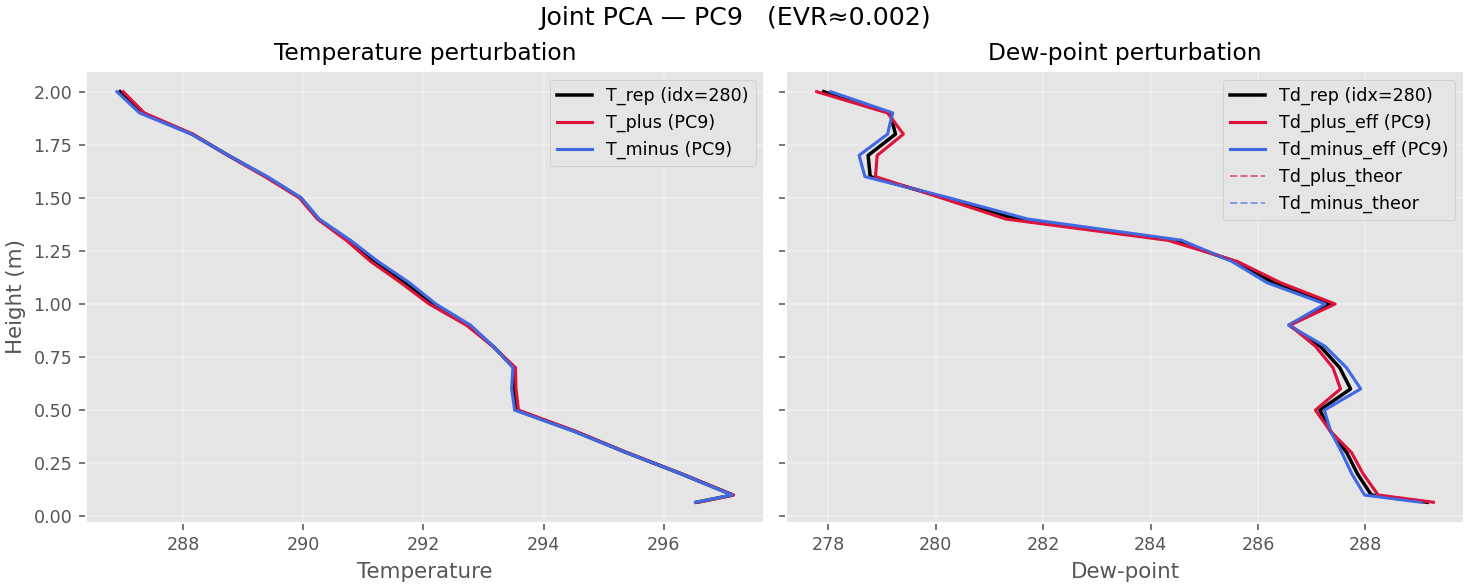 Joint PCA — PC9   (EVR≈0.002)
Temperature perturbation
Height (m)
2.00
1.75
1.50
1.25
1.00
0.75
0.50
0.25
0.00
T_rep (idx=280)
T_plus (PC9)
T_minus (PC9)
288
290
292
294
296
Temperature
Dew-point perturbation
Td_rep (idx=280)
Td_plus_eff (PC9)
Td_minus_eff (PC9)
Td_plus_theor
Td_minus_theor
278
280
282
284
286
288
Dew-point